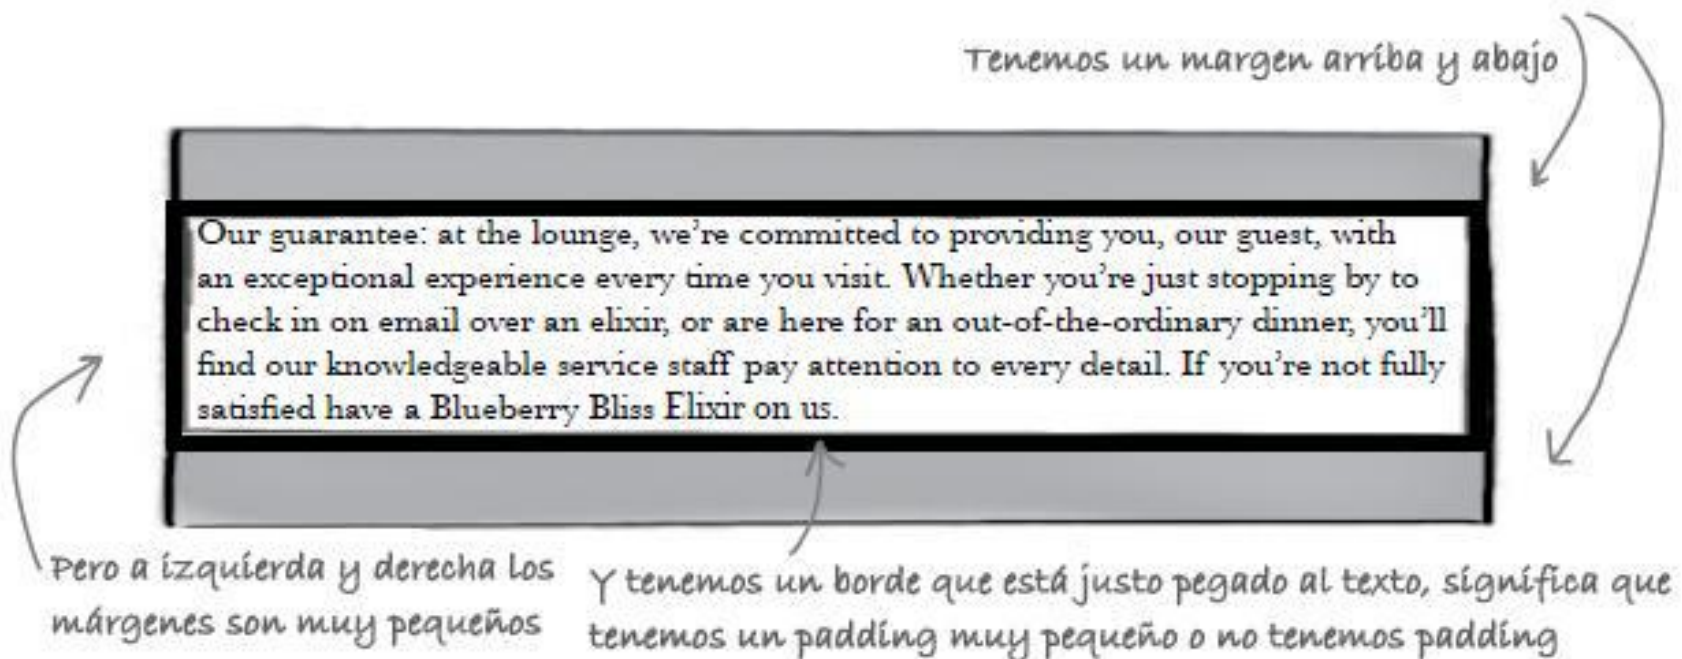 Tenemos un margen arriba y abajo
Our guarantee: at the lounge, we're committed to providing you, our guest, with
an exceptional experience every time you visit. Whether you're just stopping by to
check in on email over an elixir, or are here for an out-of-the-ordinary dinner, you'll
find our knowledgeable service staff pay attention to every detail. If you're not fully
satisfied have a Blueberry Bliss Elixir on us.
Pero a izquierda y derecha los
márgenes son muy pequeños
Y tenemos un borde que está justo pegado al texto, significa que
tenemos un padding muy pequeño o no tenemos padding